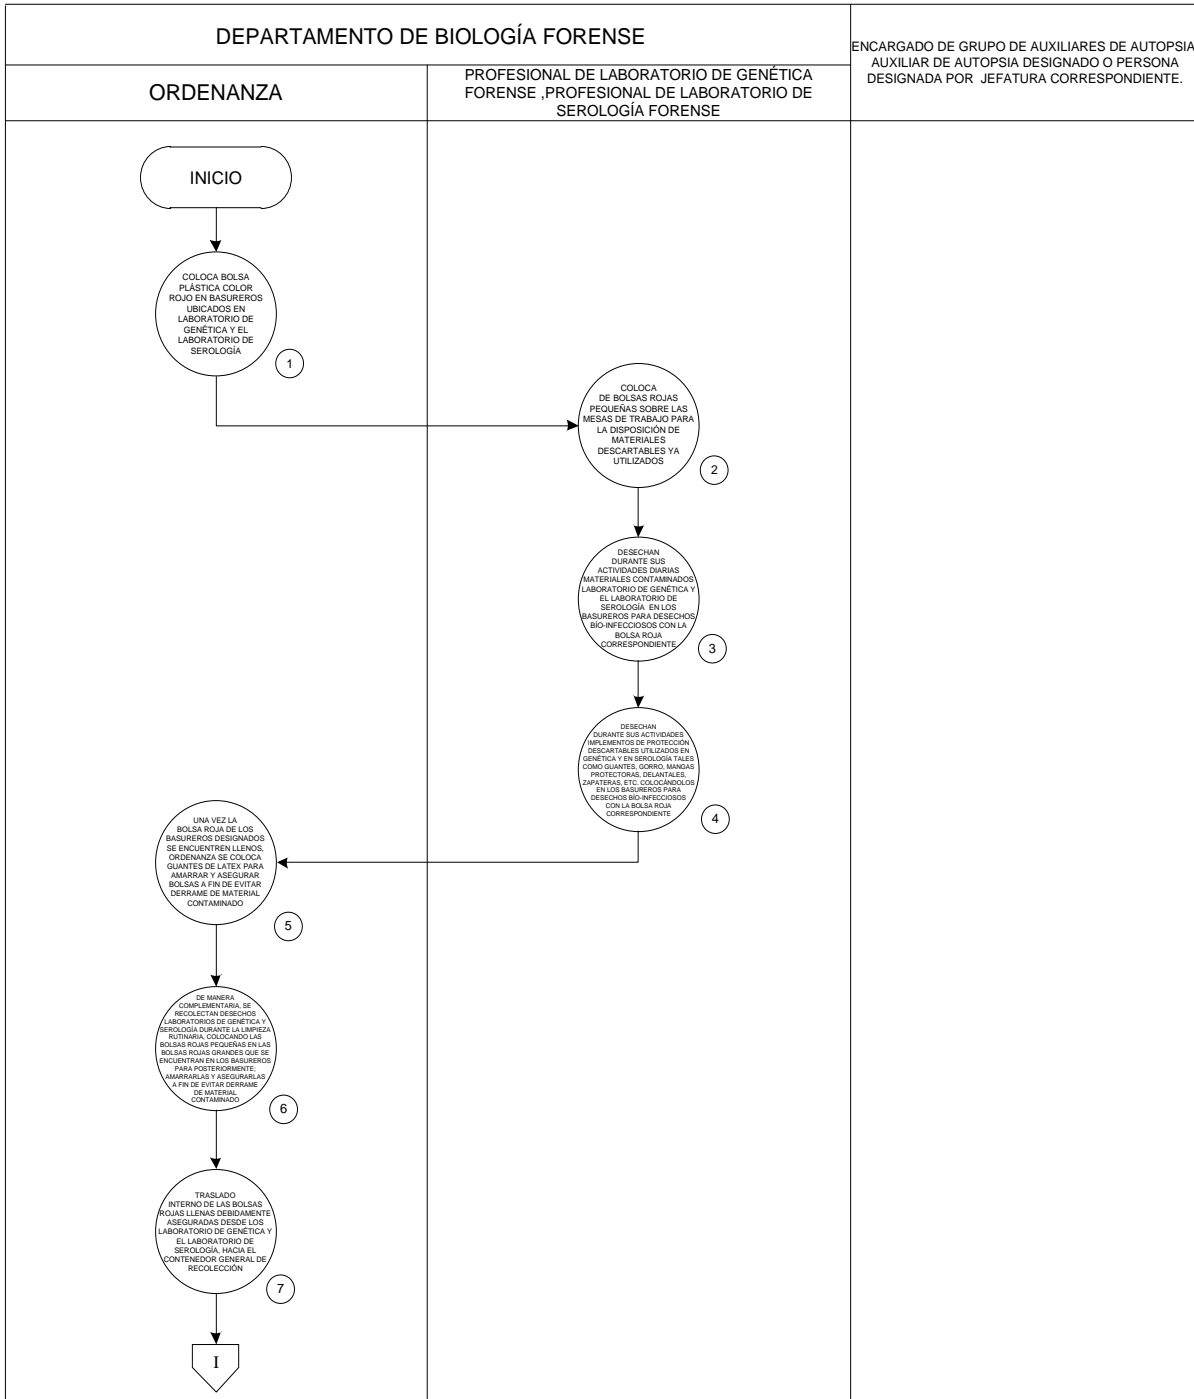 DEPARTAMENTO DE BIOLOGÍA FORENSE
ENCARGADO DE GRUPO DE AUXILIARES DE AUTOPSIA
AUXILIAR DE AUTOPSIA DESIGNADO O PERSONA
DESIGNADA POR JEFATURA CORRESPONDIENTE.
ORDENANZA
PROFESIONAL DE LABORATORIO DE GENÉTICA
FORENSE ,PROFESIONAL DE LABORATORIO DE
SEROLOGÍA FORENSE
INICIO
COLOCA BOLSA
PLÁSTICA COLOR
ROJO EN BASUREROS
UBICADOS EN
LABORATORIO DE
GENÉTICA Y EL
LABORATORIO DE
SEROLOGÍA
1
COLOCA
DE BOLSAS ROJAS
PEQUEÑAS SOBRE LAS
MESAS DE TRABAJO PARA
LA DISPOSICIÓN DE
MATERIALES
DESCARTABLES YA
UTILIZADOS
2
DESECHAN
DURANTE SUS
ACTIVIDADES DIARIAS
MATERIALES CONTAMINADOS
LABORATORIO DE GENÉTICA Y
EL LABORATORIO DE
SEROLOGÍA EN LOS
BASUREROS PARA DESECHOS
BÍO-INFECCIOSOS CON LA
BOLSA ROJA
CORRESPONDIENTE
3
DESECHAN
DURANTE SUS ACTIVIDADES
IMPLEMENTOS DE PROTECCIÓN
DESCARTABLES UTILIZADOS EN
GENÉTICA Y EN SEROLOGÍA TALES
COMO GUANTES, GORRO, MANGAS
PROTECTORAS, DELANTALES,
ZAPATERAS, ETC. COLOCÁNDOLOS
EN LOS BASUREROS PARA
DESECHOS BÍO-INFECCIOSOS
CON LA BOLSA ROJA
CORRESPONDIENTE
4
UNA VEZ LA
BOLSA ROJA DE LOS
BASUREROS DESIGNADOS
SE ENCUENTREN LLENOS,
ORDENANZA SE COLOCA
GUANTES DE LATEX PARA
AMARRAR Y ASEGURAR
BOLSAS A FIN DE EVITAR
DERRAME DE MATERIAL
CONTAMINADO
5
DE MANERA
COMPLEMENTARIA, SE
RECOLECTAN DESECHOS
LABORATORIOS DE GENÉTICA Y
SEROLOGÍA DURANTE LA LIMPIEZA
RUTINARIA, COLOCANDO LAS
BOLSAS ROJAS PEQUEÑAS EN LAS
BOLSAS ROJAS GRANDES QUE SE
ENCUENTRAN EN LOS BASUREROS
PARA POSTERIORMENTE;
AMARRARLAS Y ASEGURARLAS
A FIN DE EVITAR DERRAME
DE MATERIAL
CONTAMINADO
6
TRASLADO
INTERNO DE LAS BOLSAS
ROJAS LLENAS DEBIDAMENTE
ASEGURADAS DESDE LOS
LABORATORIO DE GENÉTICA Y
EL LABORATORIO DE
SEROLOGÍA, HACIA EL
CONTENEDOR GENERAL DE
RECOLECCIÓN
7
I